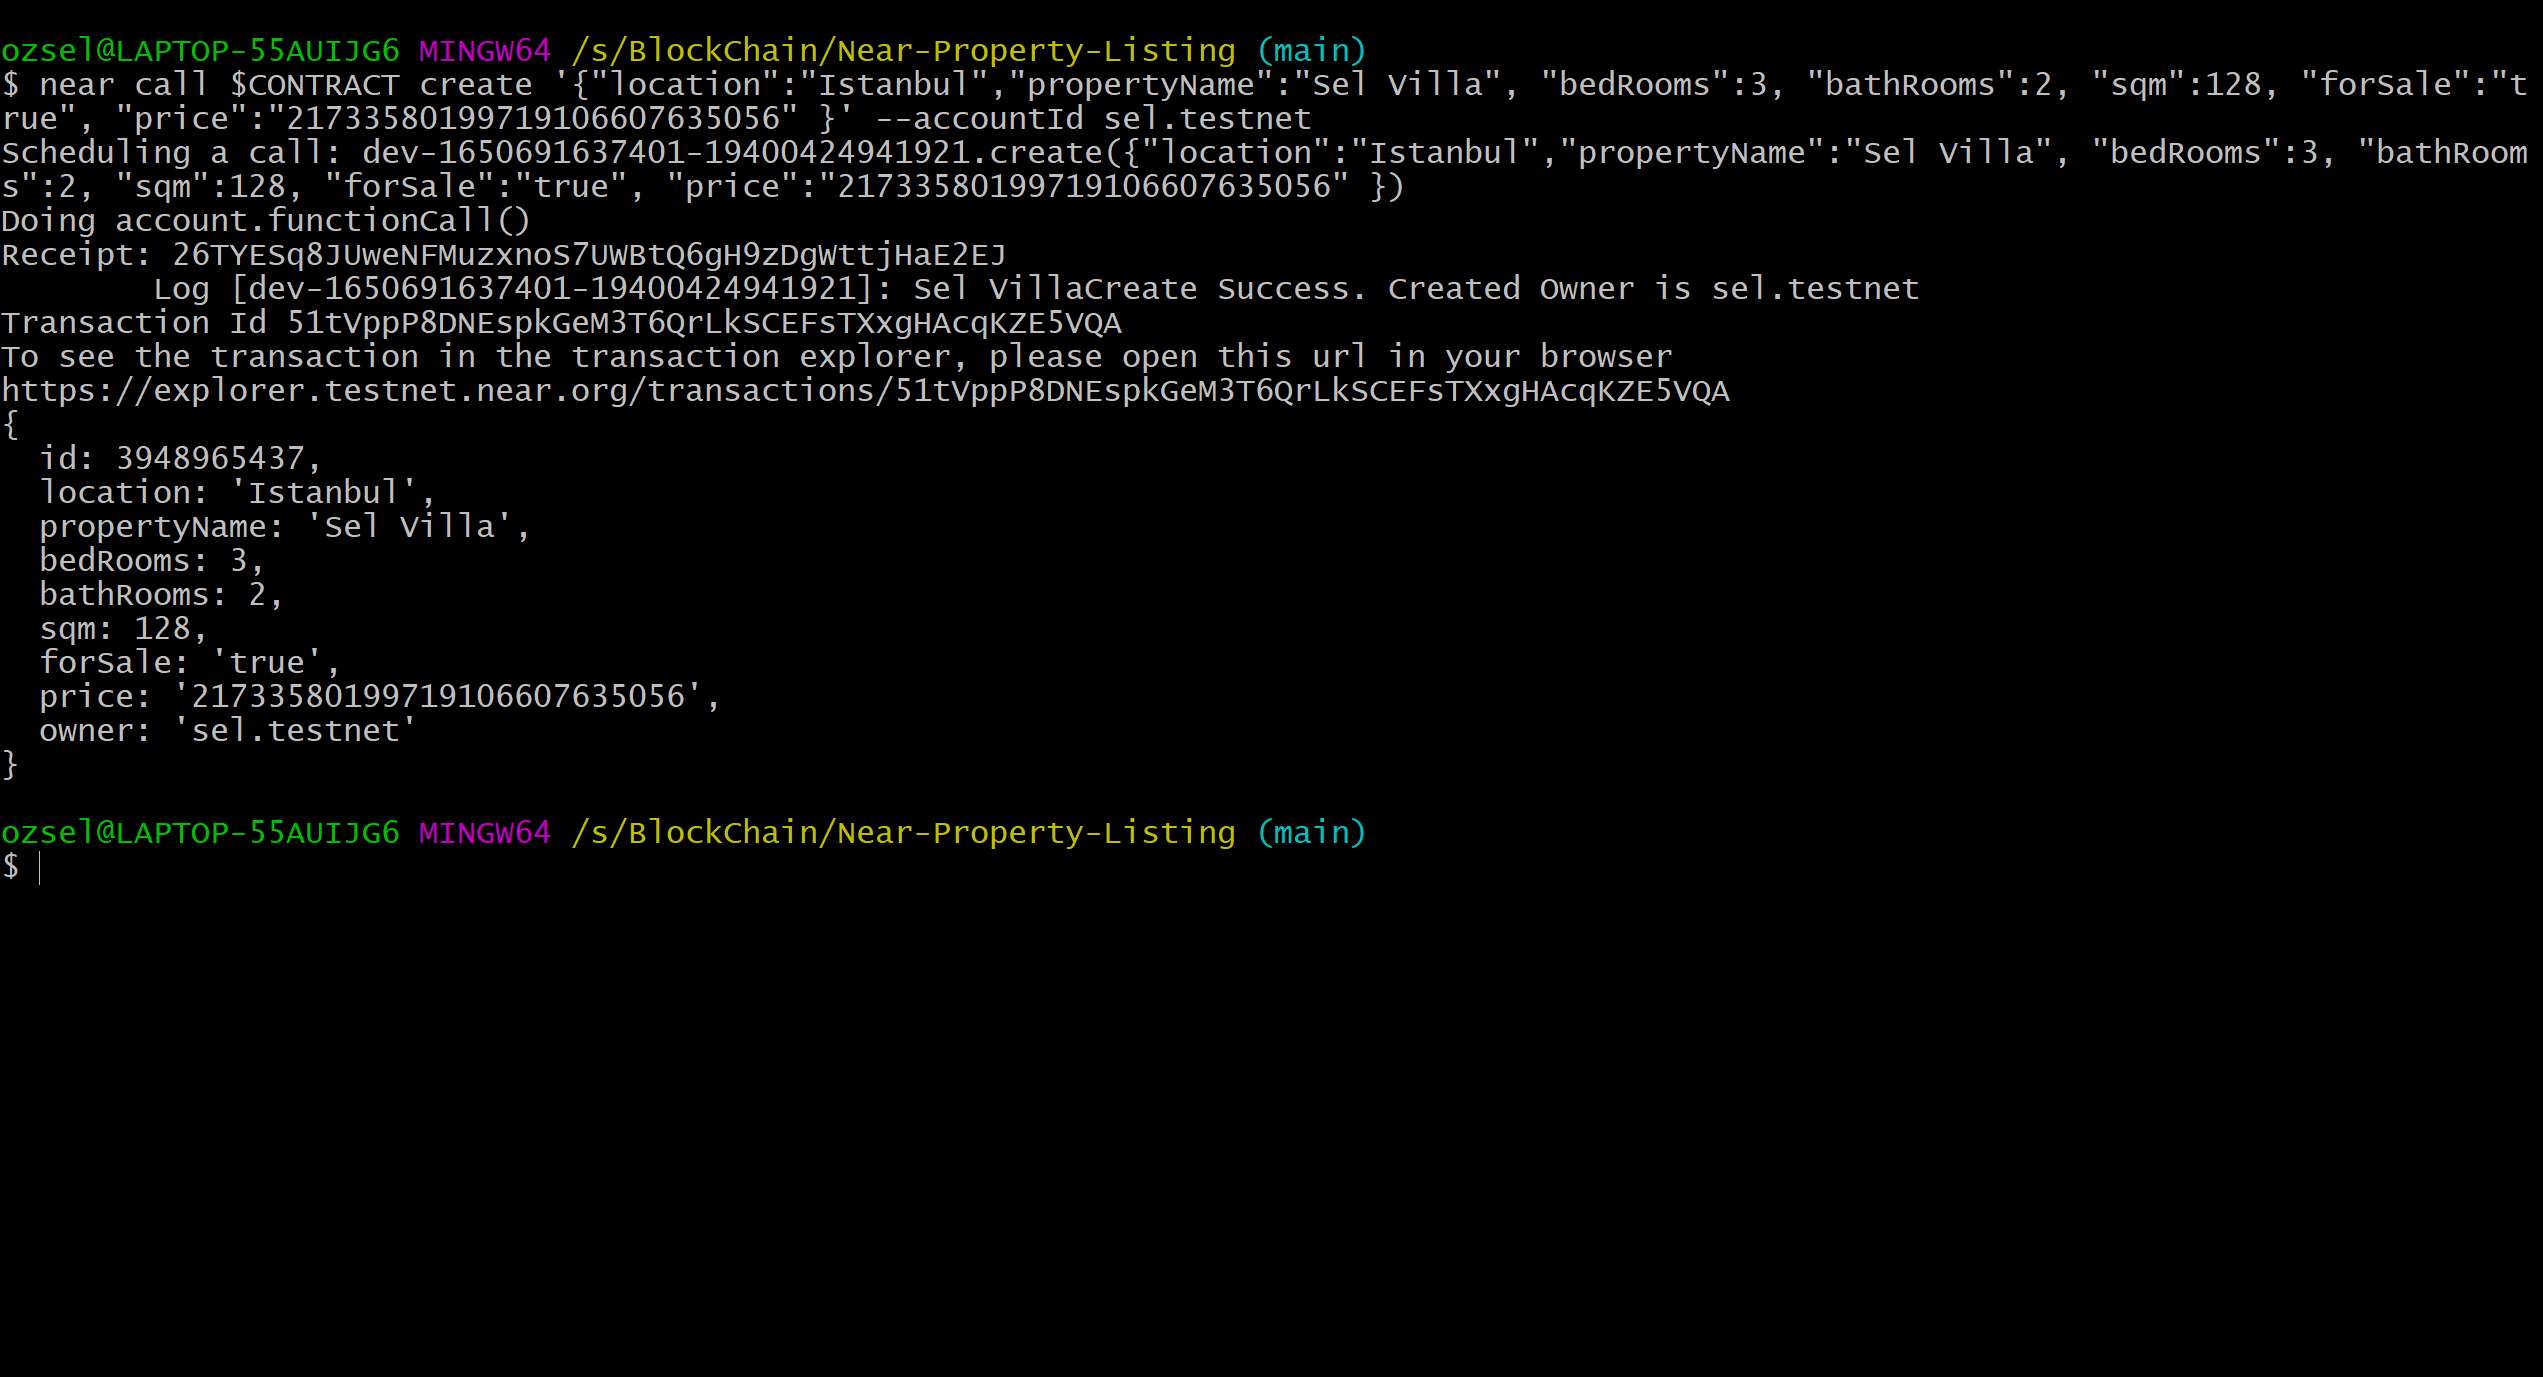 ozsel@LAPTOP-55AUIJG6 MINGW64 /s/BlockChain/Near-Property-Listing (main)
$ near call $CONTRACT create '{"location":"Istanbul","propertyName":"Sel Villa", "bedRooms":3, "bathRooms":2, "sqm":128, "forSale":"t
rue", "price":"21733580199719106607635056" }' --accountId sel.testnet
Scheduling a call: dev-1650691637401-19400424941921.create({"location":"Istanbul","propertyName":"Sel Villa", "bedRooms":3, "bathRoom
s":2, "sqm":128, "forSale":"true", "price":"21733580199719106607635056" })
Doing account.functionCall()
Receipt: 26TYESq8JUweNFMuzxnoS7UWBtQ6gH9zDgWttjHaE2EJ
        Log [dev-1650691637401-19400424941921]: Sel VillaCreate Success. Created Owner is sel.testnet
Transaction Id 51tVppP8DNEspkGeM3T6QrLkSCEFsTXxgHAcqKZE5VQA
To see the transaction in the transaction explorer, please open this url in your browser
https://explorer.testnet.near.org/transactions/51tVppP8DNEspkGeM3T6QrLkSCEFsTXxgHAcqKZE5VQA
{
  id: 3948965437,
  location: 'Istanbul',
  propertyName: 'Sel Villa',
  bedRooms: 3,
  bathRooms: 2,
  sqm: 128,
  forSale: 'true',
  price: '21733580199719106607635056',
  owner: 'sel.testnet'
}
ozsel@LAPTOP-55AUIJG6 MINGW64 /s/BlockChain/Near-Property-Listing (main)
$